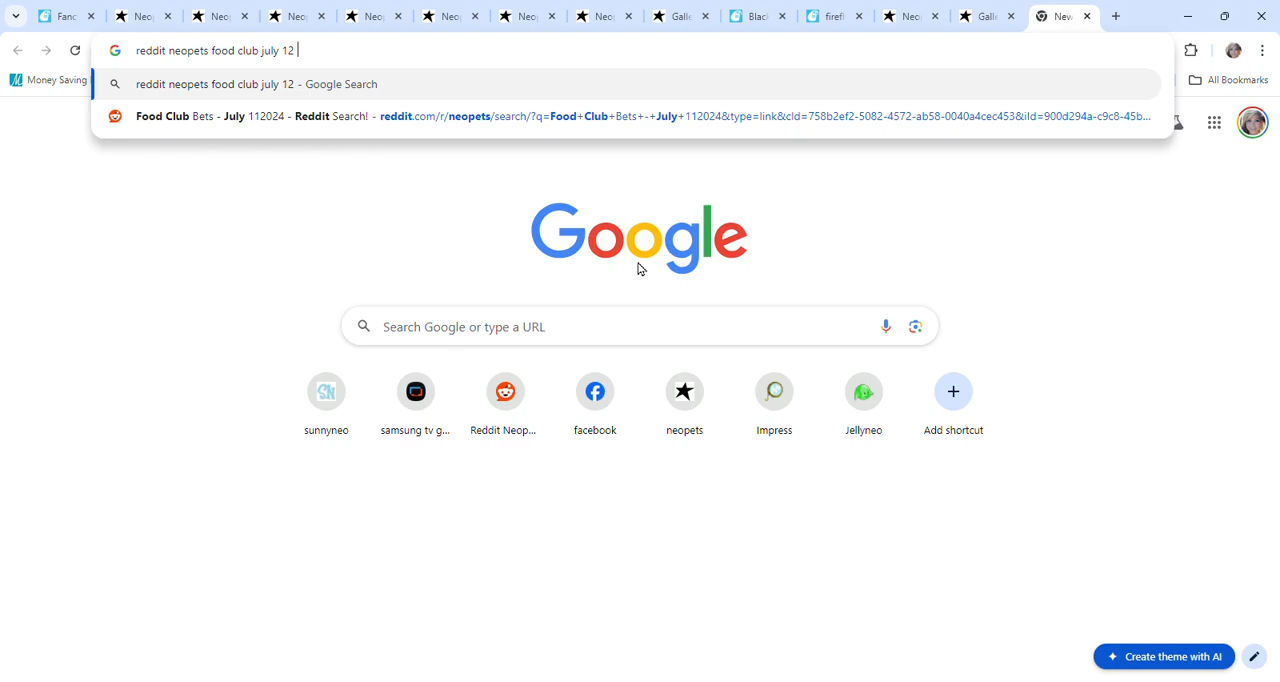 Fanc Neo Neo Neo Neo Neo Neo Neo Galle Blac firefl Neo Galle New
reddit neopets food club july 12
Money Saving
All Bookmarks
reddit neopets food club july 12 - Google Search
Food Club Bets - July 112024 - Reddit Search! - reddit.com/r/neopets/search/?q=Food+Club+Bets+-+July+112024&type=link&cId=758b2ef2-5082-4572-ab58-0040a4cec453&iId=900d294a-c9c8-45b...
Google
Search Google or type a URL
SN
sunnyneo samsung tv g... Reddit Neop... facebook neopets Impress Jellyneo Add shortcut
Create theme with AI